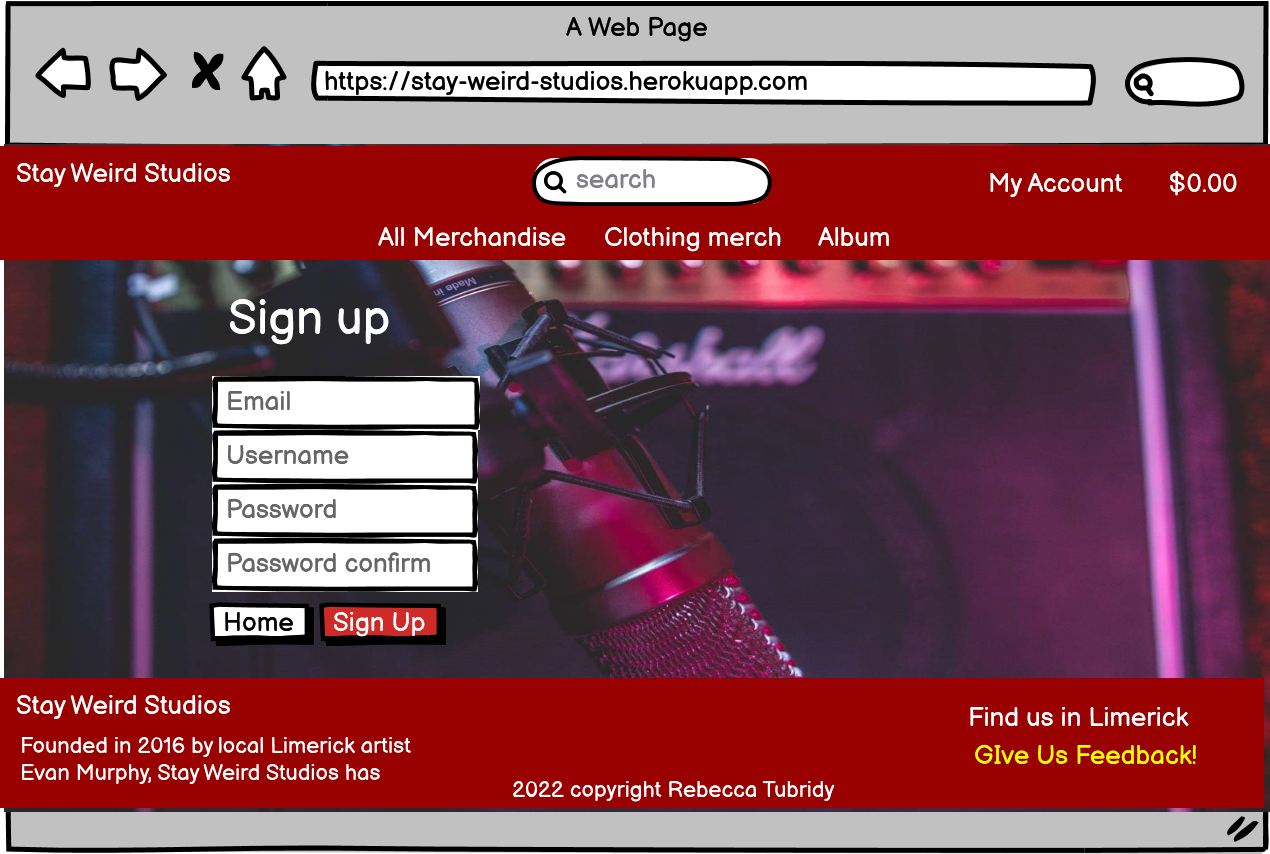 A Web Page
https://stay-weird-studios.herokuapp.com
Stay Weird Studios
search
My Account
$0.00
All Merchandise
Clothing merch
Album
Made in
Sign up
Marshall
Email
Username
Password
Password confirm
Home
Sign Up
Stay Weird Studios
Founded in 2016 by local Limerick artist
Evan Murphy, Stay Weird Studios has
2022 copyright Rebecca Tubridy
Find us in Limerick
GIve Us Feedback!